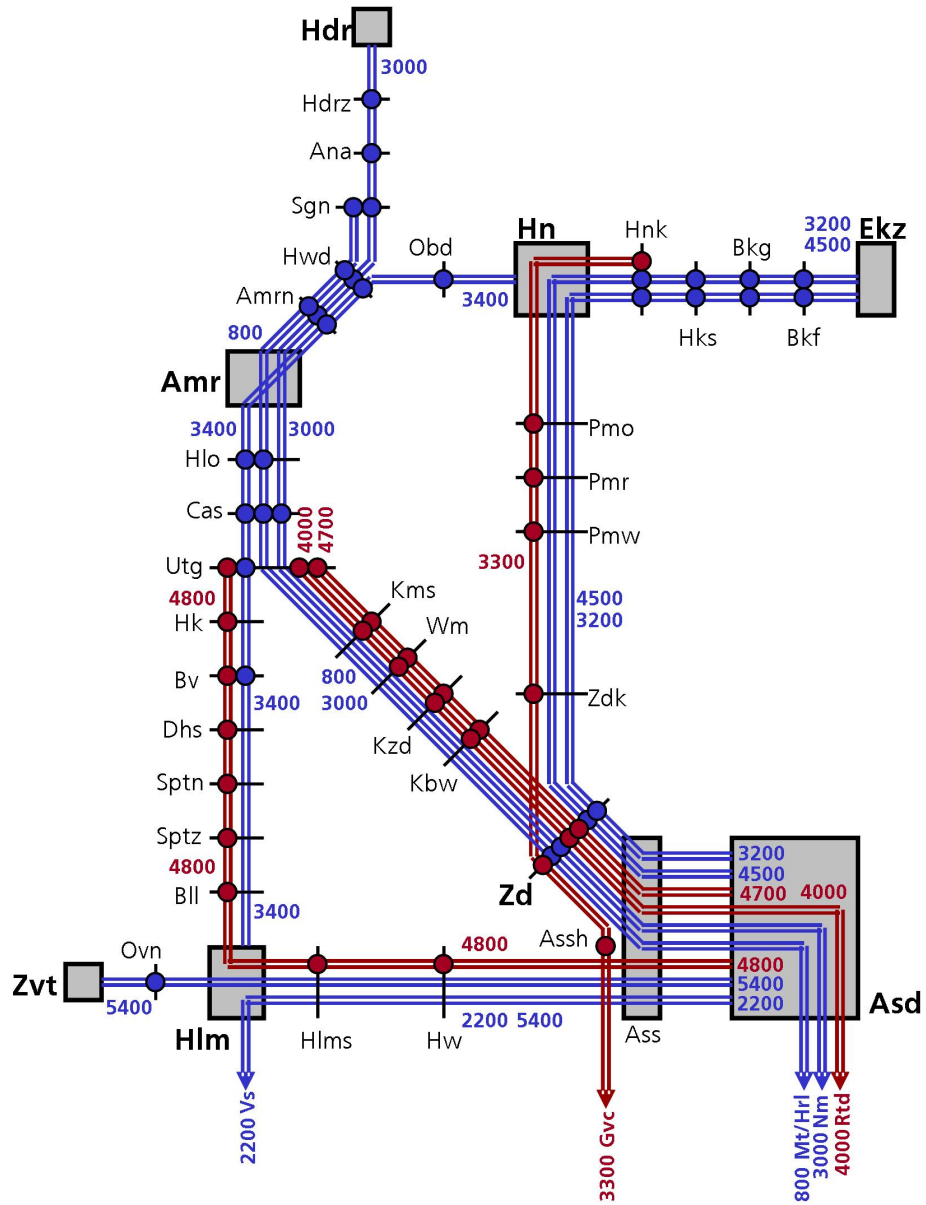 Hdr
3000
Hdrz
Ana
Sgn
Hwd
Obd
Hn
Hnk
Bkg
3200
4500
Ekz
Amrn
3400
800
Hks
Bkf
Amr
3400
3000
Hlo
Pmo
Pmr
Cas
4000
4700
Pmw
Utg
3300
4800
Kms
4500
3200
Hk
Wm
Bv
800
3000
3400
Zdk
Dhs
Kzd
Sptn
Kbw
Sptz
3200
4800
4500
Bll
Zd
4700
4000
3400
Assh
Ovn
4800
4800
Zvt
5400
5400
2200
Asd
Hlm
Hlms
2200 5400
Hw
Ass
2200 Vs
3300 Gvc
800 Mt/Hrl
3000 Nm
4000 Rtd